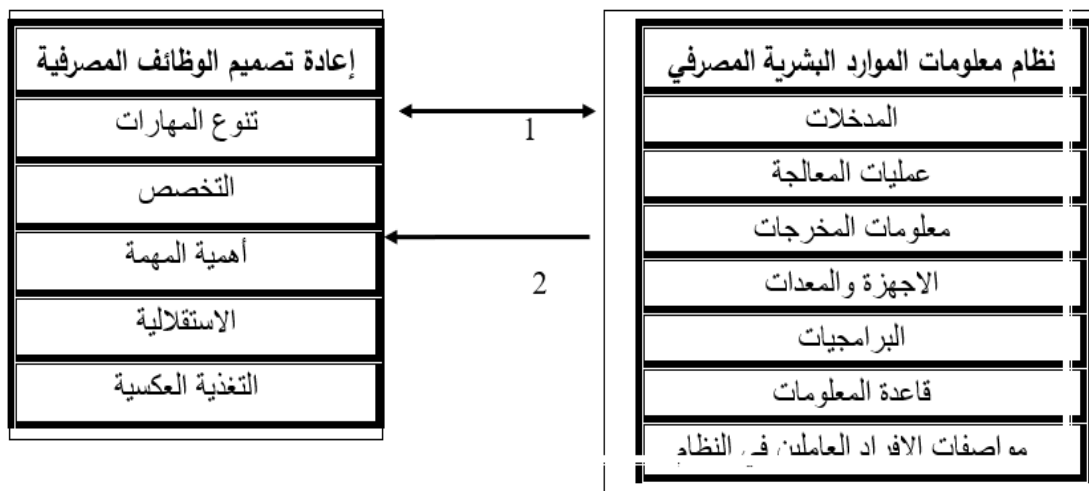 نظام معلومات الموارد البشرية المصرفي
المدخلات
عمليات المعالجة
معلومات المخرجات
الاجهزة والمعدات
البرامجيات
قاعدة المعلومات
مواصفات الافراد العاملين في النظام
1
2
إعادة تصميم الوظائف المصرفية
تنوع المهارات
التخصص
أهمية المهمة
الاستقلالية
التغذية العكسية